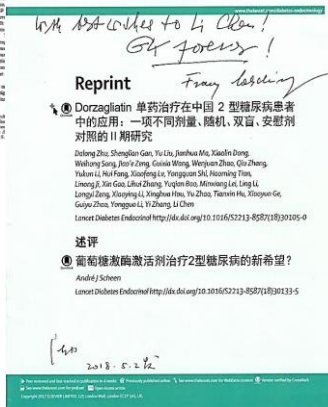 www.thelancet.com/diabetes-endocrinology
With best wishes to Li Chen!
GK forever!
Reprint
Dorzagliatin 单药治疗在中国 2 型糖尿病患者
中的应用：一项不同剂量、随机、双盲、安慰剂
对照的 II 期研究
Dalong Zhu, Shenglian Gan, Yu Liu, Jianhua Ma, Xiaolin Dong,
Weihong Song, Jiao'e Zeng, Guixia Wang, Wenjuan Zhao, Qiu Zhang,
Yukun Li, Hui Fang, Xiaofeng Lv, Yongquan Shi, Haoming Tian,
Linong Ji, Xin Gao, Lihui Zhang, Yuqian Bao, Minxiang Lei, Ling Li,
Longyi Zeng, Xiaoying Li, Xinghua Hou, Yu Zhao, Tianxin Hu, Xiaoyun Ge,
Guiyu Zhao, Yongguo Li, Yi Zhang, Li Chen
Lancet Diabetes Endocrinol http://dx.doi.org/10.1016/S2213-8587(18)30105-0
述评
葡萄糖激酶激活剂治疗2型糖尿病的新希望？
André J Scheen
Lancet Diabetes Endocrinol http://dx.doi.org/10.1016/S2213-8587(18)30133-5
2018.5.2